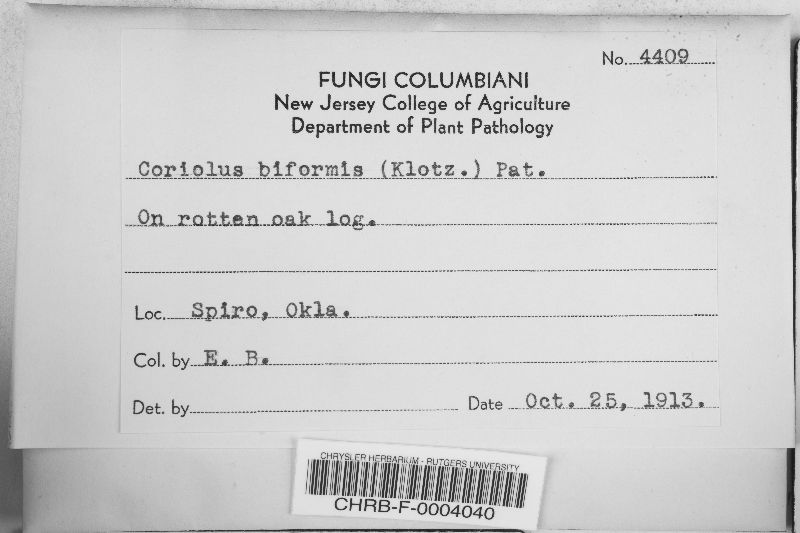 No. 4409
FUNGI COLUMBIANI
New Jersey College of Agriculture
Department of Plant Pathology
Coriolus biformis (Klotz.) Pat.
On rotten oak log.
Loc. Spiro, Okla.
Col. by E. B.
Det. by
Date Oct. 25, 1913.
CHRYSLER HERBARIUM - RUTGERS UNIVERSITY
CHRB-F-0004040